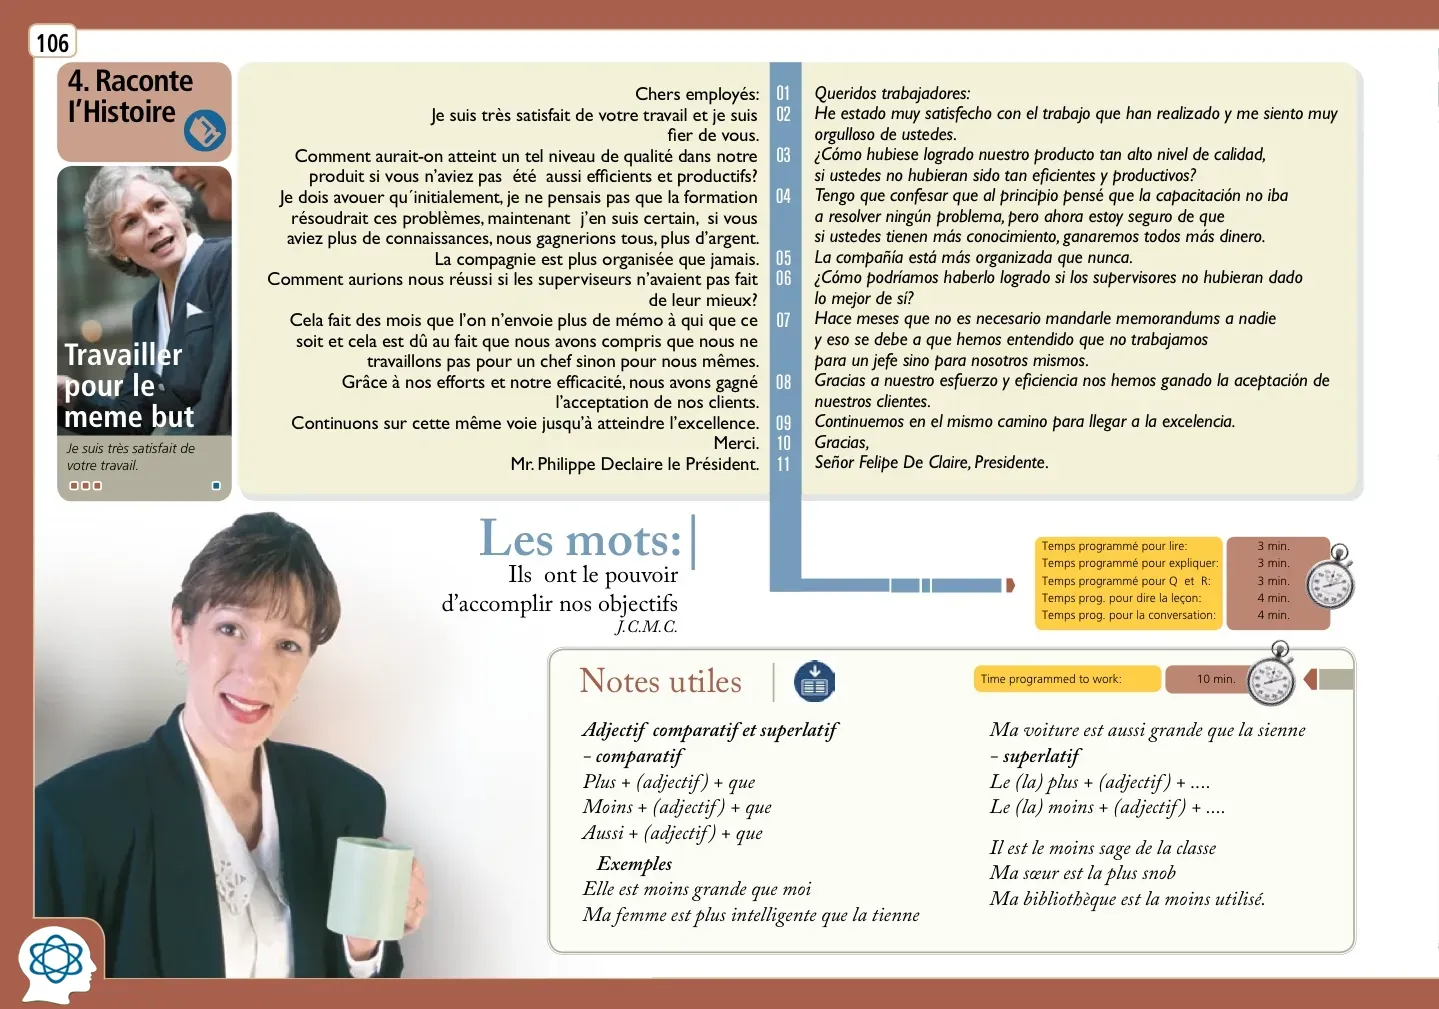 106
4. Raconte
l'Histoire
Travailler
pour le
meme but
Je suis très satisfait de
votre travail.
Chers employés:
Je suis très satisfait de votre travail et je suis
fier de vous.
Comment aurait-on atteint un tel niveau de qualité dans notre
produit si vous n'aviez pas été aussi efficients et productifs?
Je dois avouer qu´initialement, je ne pensais pas que la formation
résoudrait ces problèmes, maintenant j'en suis certain, si vous
aviez plus de connaissances, nous gagnerions tous, plus d'argent.
La compagnie est plus organisée que jamais.
Comment aurions nous réussi si les superviseurs n'avaient pas fait
de leur mieux?
Cela fait des mois que l'on n'envoie plus de mémo à qui que ce
soit et cela est dû au fait que nous avons compris que nous ne
travaillons pas pour un chef sinon pour nous mêmes.
Grâce à nos efforts et notre efficacité, nous avons gagné
l'acceptation de nos clients.
Continuons sur cette même voie jusqu'à atteindre l'excellence.
Merci.
Mr. Philippe Declaire le Président.
01
02
03
04
05
06
07
08
09
10
11
Queridos trabajadores:
He estado muy satisfecho con el trabajo que han realizado y me siento muy
orgulloso de ustedes.
¿Cómo hubiese logrado nuestro producto tan alto nivel de calidad,
si ustedes no hubieran sido tan eficientes y productivos?
Tengo que confesar que al principio pensé que la capacitación no iba
a resolver ningún problema, pero ahora estoy seguro de que
si ustedes tienen más conocimiento, ganaremos todos más dinero.
La compañía está más organizada que nunca.
¿Cómo podríamos haberlo logrado si los supervisores no hubieran dado
lo mejor de sí?
Hace meses que no es necesario mandarle memorandums a nadie
y eso se debe a que hemos entendido que no trabajamos
para un jefe sino para nosotros mismos.
Gracias a nuestro esfuerzo y eficiencia nos hemos ganado la aceptación de
nuestros clientes.
Continuemos en el mismo camino para llegar a la excelencia.
Gracias,
Señor Felipe De Claire, Presidente.
Les mots:
Ils ont le pouvoir
d'accomplir nos objectifs
J.C.M.C.
Temps programmé pour lire: 3 min.
Temps programmé pour expliquer: 3 min.
Temps programmé pour Q et R: 3 min.
Temps prog. pour dire la leçon: 4 min.
Temps prog. pour la conversation: 4 min.
Notes utiles
Time programmed to work: 10 min.
Adjectif comparatif et superlatif
- comparatif
Plus + (adjectif) + que
Moins + (adjectif) + que
Aussi + (adjectif) + que
Exemples
Elle est moins grande que moi
Ma femme est plus intelligente que la tienne
Ma voiture est aussi grande que la sienne
- superlatif
Le (la) plus + (adjectif) + ....
Le (la) moins + (adjectif) + ....
Il est le moins sage de la classe
Ma sœur est la plus snob
Ma bibliothèque est la moins utilisé.